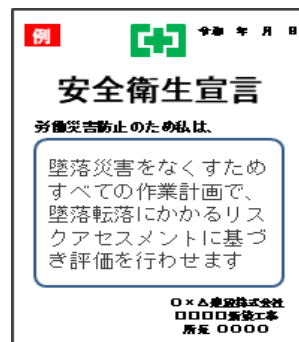 例
令和 年 月 日
安全衛生宣言
労働災害防止のため私は、
墜落災害をなくすため
すべての作業計画で、
墜落転落にかかるリス
クアセスメントに基づ
き評価を行わせます
○×△建設株式会社
□□□□新築工事
所長 ○○○○